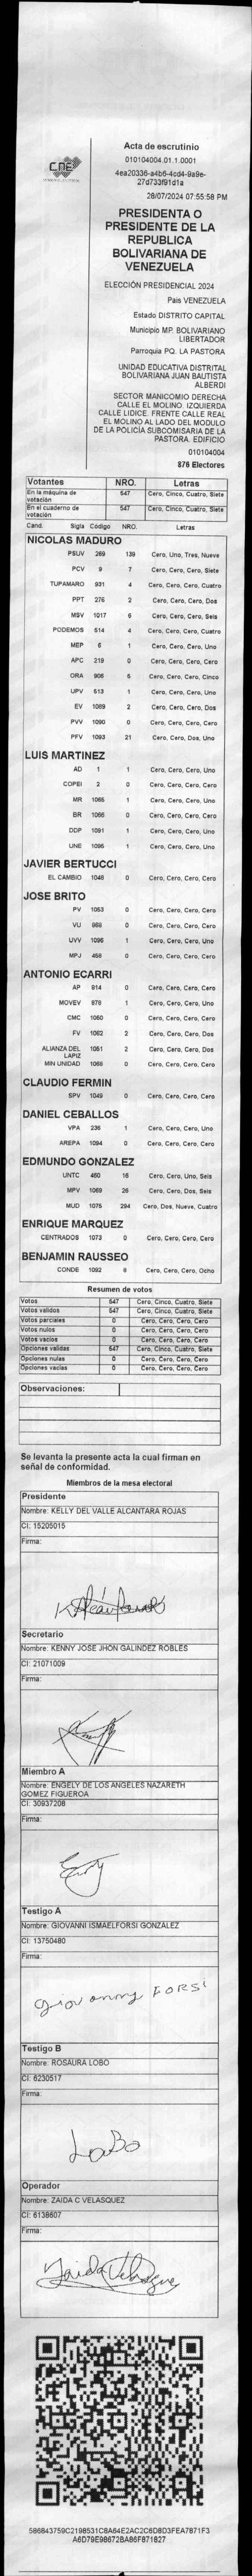 CNE
Acta de escrutinio
010104004.01.1.0001
4ea20336-a4b6-4cd4-9a9e-
27d733f91d1a
28/07/2024 07:55:58 PM
PRESIDENTA O
PRESIDENTE DE LA
REPUBLICA
BOLIVARIANA DE
VENEZUELA
ELECCIÓN PRESIDENCIAL 2024
Pais VENEZUELA
Estado DISTRITO CAPITAL
Municipio MP. BOLIVARIANO
LIBERTADOR
Parroquia PQ. LA PASTORA
UNIDAD EDUCATIVA DISTRITAL
BOLIVARIANA JUAN BAUTISTA
ALBERDI
SECTOR MANICOMIO DERECHA
CALLE EL MOLINO. IZQUIERDA
CALLE LIDICE. FRENTE CALLE REAL
EL MOLINO AL LADO DEL MODULO
DE LA POLICÍA SUBCOMISARIA DE LA
PASTORA. EDIFICIO
010104004
876 Electores
Votantes NRO. Letras
En la máquina de votación 547 Cero, Cinco, Cuatro, Siete
En el cuaderno de votación 547 Cero, Cinco, Cuatro, Siete
Cand. Sigla Código NRO. Letras
NICOLAS MADURO
PSUV 269 139 Cero, Uno, Tres, Nueve
PCV 9 7 Cero, Cero, Cero, Siete
TUPAMARO 931 4 Cero, Cero, Cero, Cuatro
PPT 276 2 Cero, Cero, Cero, Dos
MSV 1017 6 Cero, Cero, Cero, Seis
PODEMOS 514 4 Cero, Cero, Cero, Cuatro
MEP 6 1 Cero, Cero, Cero, Uno
APC 219 0 Cero, Cero, Cero, Cero
ORA 906 5 Cero, Cero, Cero, Cinco
UPV 613 1 Cero, Cero, Cero, Uno
EV 1089 2 Cero, Cero, Cero, Dos
PVV 1090 0 Cero, Cero, Cero, Cero
PFV 1093 21 Cero, Cero, Dos, Uno
LUIS MARTINEZ
AD 1 1 Cero, Cero, Cero, Uno
COPEI 2 0 Cero, Cero, Cero, Cero
MR 1065 1 Cero, Cero, Cero, Uno
BR 1066 0 Cero, Cero, Cero, Cero
DDP 1091 1 Cero, Cero, Cero, Uno
UNE 1095 1 Cero, Cero, Cero, Uno
JAVIER BERTUCCI
EL CAMBIO 1048 0 Cero, Cero, Cero, Cero
JOSE BRITO
PV 1053 0 Cero, Cero, Cero, Cero
VU 869 0 Cero, Cero, Cero, Cero
UVV 1096 1 Cero, Cero, Cero, Uno
MPJ 458 0 Cero, Cero, Cero, Cero
ANTONIO ECARRI
AP 814 0 Cero, Cero, Cero, Cero
MOVEV 879 1 Cero, Cero, Cero, Uno
CMC 1050 0 Cero, Cero, Cero, Cero
FV 1062 2 Cero, Cero, Cero, Dos
ALIANZA DEL LAPIZ 1051 2 Cero, Cero, Cero, Dos
MIN UNIDAD 1058 0 Cero, Cero, Cero, Cero
CLAUDIO FERMIN
SPV 1049 0 Cero, Cero, Cero, Cero
DANIEL CEBALLOS
VPA 236 1 Cero, Cero, Cero, Uno
AREPA 1094 0 Cero, Cero, Cero, Cero
EDMUNDO GONZALEZ
UNTC 460 16 Cero, Cero, Uno, Seis
MPV 1069 26 Cero, Cero, Dos, Seis
MUD 1075 294 Cero, Dos, Nueve, Cuatro
ENRIQUE MARQUEZ
CENTRADOS 1073 0 Cero, Cero, Cero, Cero
BENJAMIN RAUSSEO
CONDE 1092 8 Cero, Cero, Cero, Ocho
Resumen de votos
Votos 547 Cero, Cinco, Cuatro, Siete
Votos validos 547 Cero, Cinco, Cuatro, Siete
Votos parciales 0 Cero, Cero, Cero, Cero
Votos nulos 0 Cero, Cero, Cero, Cero
Votos vacios 0 Cero, Cero, Cero, Cero
Opciones validas 547 Cero, Cinco, Cuatro, Siete
Opciones nulas 0 Cero, Cero, Cero, Cero
Opciones vacias 0 Cero, Cero, Cero, Cero
Observaciones:
Se levanta la presente acta la cual firman en
señal de conformidad.
Miembros de la mesa electoral
Presidente
Nombre: KELLY DEL VALLE ALCANTARA ROJAS
CI: 15205015
Firma:
Secretario
Nombre: KENNY JOSE JHON GALINDEZ ROBLES
CI: 21071009
Firma:
Miembro A
Nombre: ENGELY DE LOS ANGELES NAZARETH
GOMEZ FIGUEROA
CI: 30937208
Firma:
Testigo A
Nombre: GIOVANNI ISMAELFORSI GONZALEZ
CI: 13750480
Firma:
giovanny FORSI
Testigo B
Nombre: ROSAURA LOBO
CI: 6230517
Firma:
LoBo
Operador
Nombre: ZAIDA C VELASQUEZ
CI: 6138607
Firma:
586843759C2198531C8A64E2AC2C6D8D3FEA7871F3
A6D79E98672BA86F871827